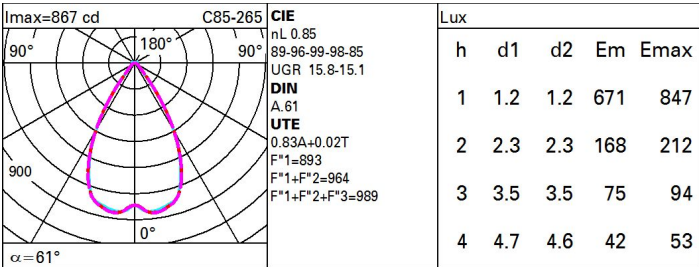 Imax=867 cd C85-265
90° 180° 90°
900
0°
α=61°
CIE
nL 0.85
89-96-99-98-85
UGR 15.8-15.1
DIN
A.61
UTE
0.83A+0.02T
F"1=893
F"1+F"2=964
F"1+F"2+F"3=989
Lux
h d1 d2 Em Emax
1 1.2 1.2 671 847
2 2.3 2.3 168 212
3 3.5 3.5 75 94
4 4.7 4.6 42 53